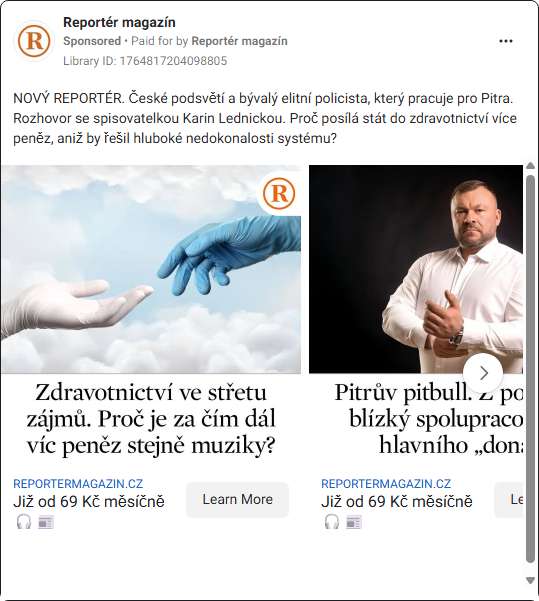 Reportér magazín
Sponsored • Paid for by Reportér magazín
Library ID: 1764817204098805
NOVÝ REPORTÉR. České podsvětí a bývalý elitní policista, který pracuje pro Pitra.
Rozhovor se spisovatelkou Karin Lednickou. Proč posílá stát do zdravotnictví více
peněz, aniž by řešil hluboké nedokonalosti systému?
R
R
Zdravotnictví ve střetu
zájmů. Proč je za čím dál
víc peněz stejně muziky?
REPORTERMAGAZIN.CZ
Již od 69 Kč měsíčně
Learn More
Pitrův pitbull. Z po
blízký spolupraco
hlavního „don
REPORTERMAGAZIN.CZ
Již od 69 Kč měsíčně
Le